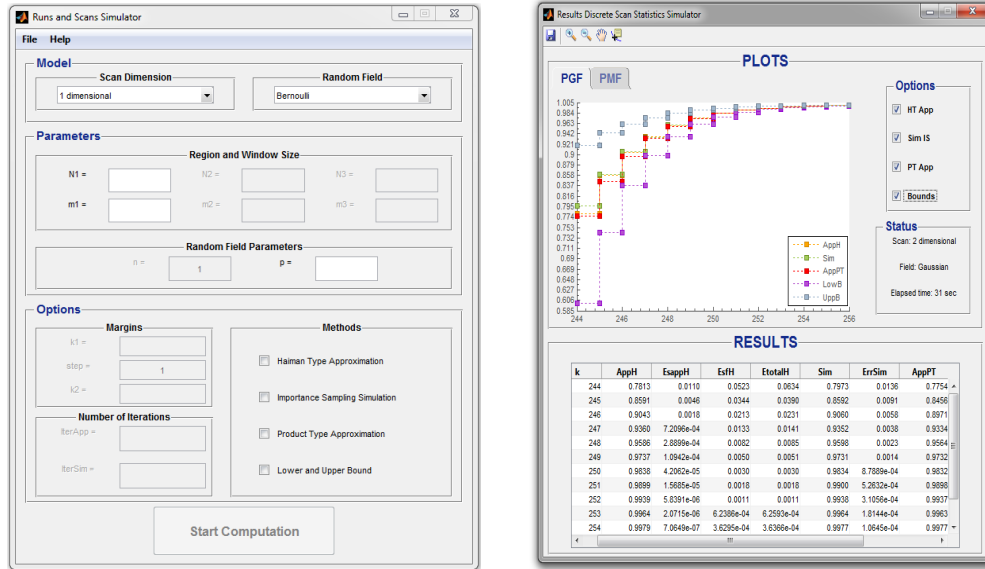 Runs and Scans Simulator
File Help
Model
Scan Dimension
1 dimensional
Random Field
Bernoulli
Parameters
Region and Window Size
N1 =
N2 =
N3 =
m1 =
m2 =
m3 =
Random Field Parameters
n =
1
p =
Options
Margins
k1 =
step =
1
k2 =
Number of Iterations
IterApp =
IterSim =
Methods
Haiman Type Approximation
Importance Sampling Simulation
Product Type Approximation
Lower and Upper Bound
Start Computation
Results Discrete Scan Statistics Simulator
PLOTS
PGF PMF
1.005
0.984
0.963
0.942
0.921
0.9
0.879
0.858
0.837
0.816
0.795
0.774
0.753
0.732
0.711
0.69
0.669
0.648
0.627
0.606
0.585
244 246 248 250 252 254 256
AppH
Sim
AppPT
LowB
UppB
Options
HT App
Sim IS
PT App
Bounds
Status
Scan: 2 dimensional
Field: Gaussian
Elapsed time: 31 sec
RESULTS
k AppH EsappH EsfH EtotalH Sim ErrSim AppPT
244 0.7813 0.0110 0.0523 0.0634 0.7973 0.0136 0.7754
245 0.8591 0.0046 0.0344 0.0390 0.8592 0.0091 0.8456
246 0.9043 0.0018 0.0213 0.0231 0.9060 0.0058 0.8971
247 0.9360 7.2096e-04 0.0133 0.0141 0.9352 0.0038 0.9334
248 0.9586 2.8899e-04 0.0082 0.0085 0.9598 0.0023 0.9564
249 0.9737 1.0942e-04 0.0050 0.0051 0.9731 0.0014 0.9732
250 0.9838 4.2062e-05 0.0030 0.0030 0.9834 8.7889e-04 0.9832
251 0.9899 1.5685e-05 0.0018 0.0018 0.9900 5.2632e-04 0.9898
252 0.9939 5.8391e-06 0.0011 0.0011 0.9938 3.1056e-04 0.9937
253 0.9964 2.0715e-06 6.2386e-04 6.2593e-04 0.9964 1.8144e-04 0.9963
254 0.9979 7.0649e-07 3.6295e-04 3.6366e-04 0.9977 1.0645e-04 0.9977